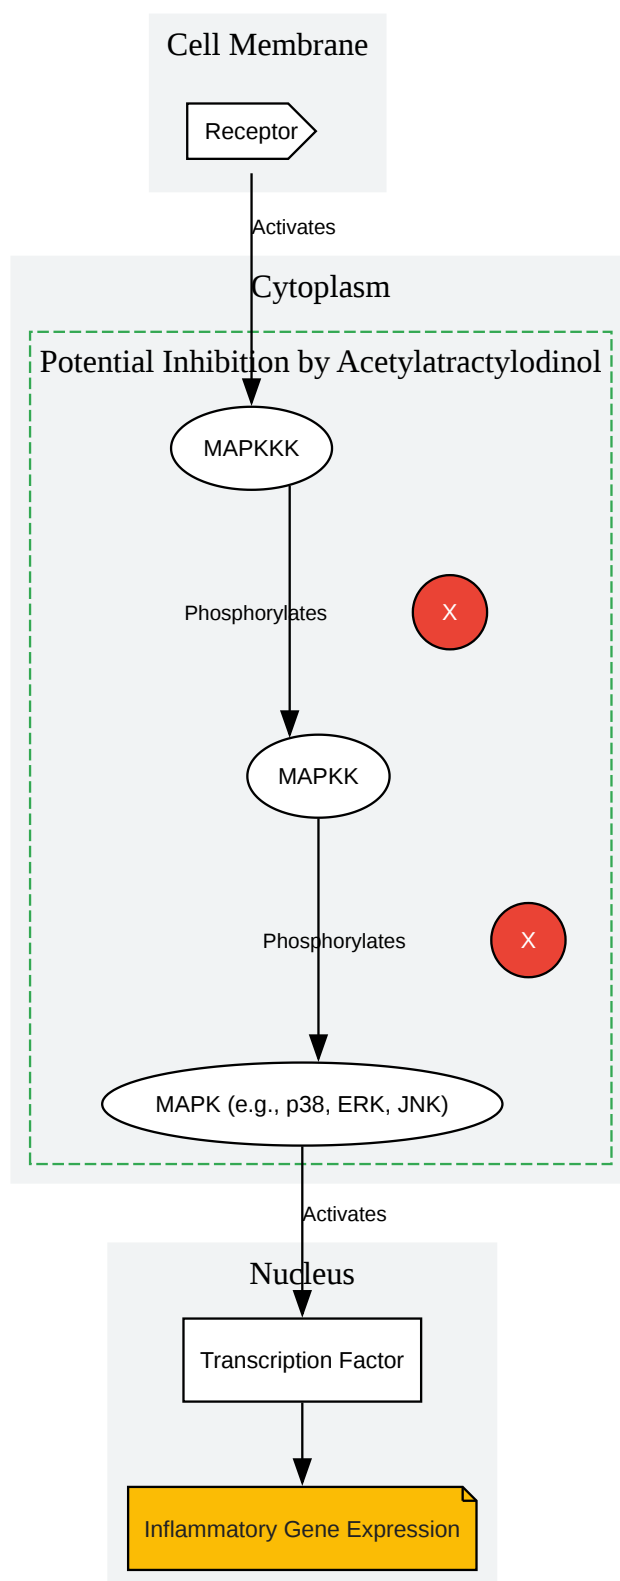 Cell Membrane
Receptor
Activates
Cytoplasm
Potential Inhibition by Acetylatractylodinol
MAPKKK
Phosphorylates
X
MAPKK
Phosphorylates
X
MAPK (e.g., p38, ERK, JNK)
Activates
Nucleus
Transcription Factor
Inflammatory Gene Expression